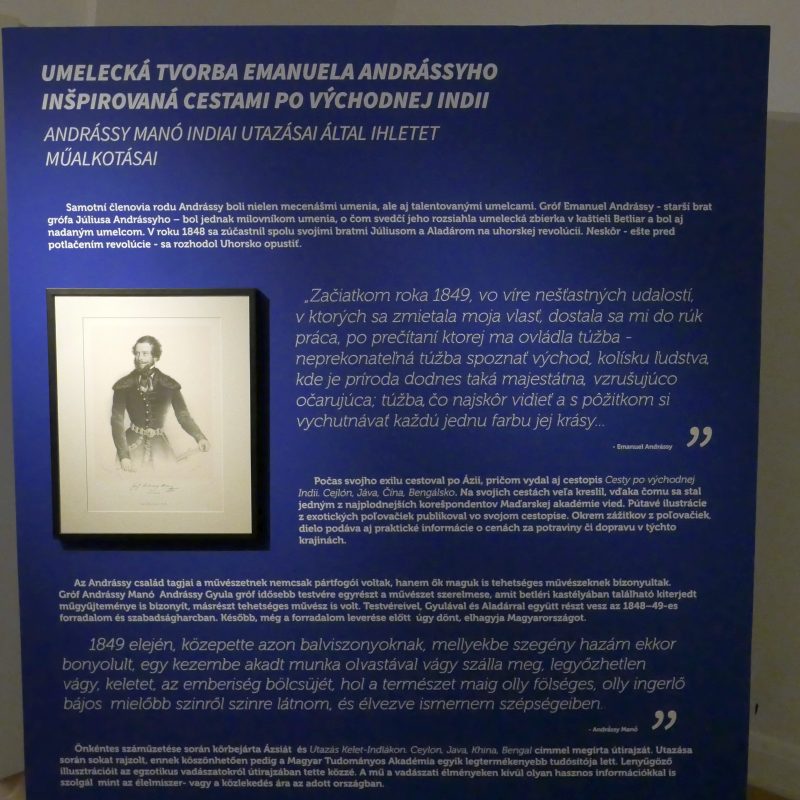 UMELECKÁ TVORBA EMANUELA ANDRÁSSYHO
INŠPIROVANÁ CESTAMI PO VÝCHODNEJ INDII
ANDRÁSSY MANÓ INDIAI UTAZÁSAI ÁLTAL IHLETET
MŰALKOTÁSAI
Samotní členovia rodu Andrássy boli nielen mecenášmi umenia, ale aj talentovanými umelcami. Gróf Emanuel Andrássy - starší brat
grófa Júliusa Andrássyho – bol jednak milovníkom umenia, o čom svedčí jeho rozsiahla umelecká zbierka v kaštieli Betliar a bol aj
nadaným umelcom. V roku 1848 sa zúčastnil spolu svojimi bratmi Júliusom a Aladárom na uhorskej revolúcii. Neskôr - ešte pred
potlačením revolúcie - sa rozhodol Uhorsko opustiť.
„Začiatkom roka 1849, vo víre nešťastných udalostí,
v ktorých sa zmietala moja vlasť, dostala sa mi do rúk
práca, po prečítaní ktorej ma ovládla túžba -
neprekonateľná túžba spoznať východ, kolísku ľudstva,
kde je príroda dodnes taká majestátna, vzrušujúco
očarujúca; túžba, čo najskôr vidieť a s pôžitkom si
vychutnávať každú jednu farbu jej krásy...
- Emanuel Andrássy ”
Počas svojho exilu cestoval po Ázii, pričom vydal aj cestopis Cesty po východnej
Indii. Cejlón, Jáva, Čína, Bengálsko. Na svojich cestách veľa kreslil, vďaka čomu sa stal
jedným z najplodnejších korešpondentov Maďarskej akadémie vied. Pútavé ilustrácie
z exotických poľovačiek publikoval vo svojom cestopise. Okrem zážitkov z poľovačiek,
dielo podáva aj praktické informácie o cenách za potraviny či dopravu v týchto
krajinách.
Az Andrássy család tagjai a művészetnek nemcsak pártfogói voltak, hanem ők maguk is tehetséges művészeknek bizonyultak.
Gróf Andrássy Manó Andrássy Gyula gróf idősebb testvére egyrészt a művészet szerelmese, amit betléri kastélyában található kiterjedt
műgyűjteménye is bizonyít, másrészt tehetséges művész is volt. Testvéreivel, Gyulával és Aladárral együtt részt vesz az 1848–49-es
forradalom és szabadságharcban. Később, még a forradalom leverése előtt úgy dönt, elhagyja Magyarországot.
1849 elején, közepette azon balviszonyoknak, mellyekbe szegény hazám ekkor
bonyolult, egy kezembe akadt munka olvastával vágy szálla meg, legyőzhetlen
vágy, keletet, az emberiség bölcsüjét, hol a természet maig olly fölséges, olly ingerlő
bájos mielőbb szinről szinre látnom, és élvezve ismernem szépségeiben.
- Andrássy Manó ”
Önkéntes száműzetése során körbejárta Ázsiát és Utazás Kelet-Indiákon. Ceylon, Java, Khina, Bengal címmel megírta útirajzát. Utazása
során sokat rajzolt, ennek köszönhetően pedig a Magyar Tudományos Akadémia egyik legtermékenyebb tudósítója lett. Lenyűgöző
illusztrációit az egzotikus vadászatokról útirajzában tette közzé. A mű a vadászati élményeken kívül olyan hasznos információkkal is
szolgál mint az élelmiszer- vagy a közlekedés ára az adott országban.